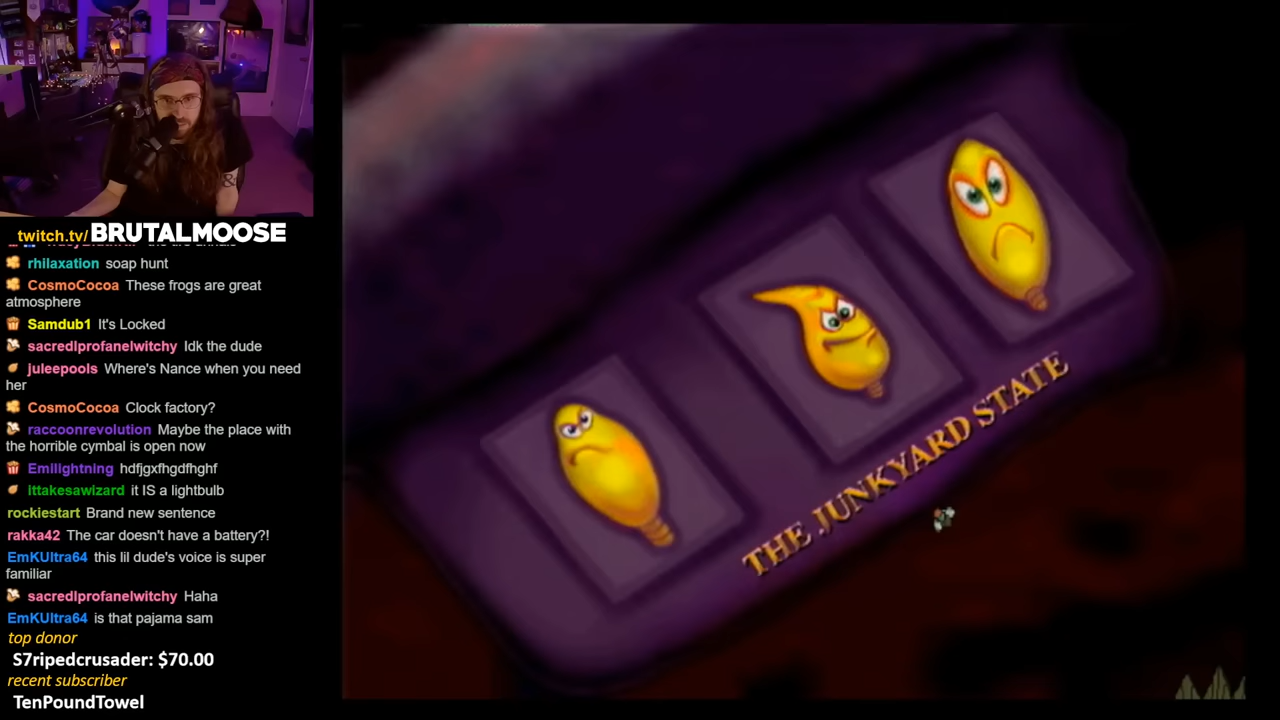 twitch.tv/BRUTALMOOSE
rhilaxation soap hunt
CosmoCocoa These frogs are great
atmosphere
Samdub1 It's Locked
sacredlprofanelwitchy Idk the dude
juleepools Where's Nance when you need
her
CosmoCocoa Clock factory?
raccoonrevolution Maybe the place with
the horrible cymbal is open now
Emilightning hdfjgxfhgdfhghf
ittakesawizard it IS a lightbulb
rockiestart Brand new sentence
rakka42 The car doesn't have a battery?!
EmKUltra64 this lil dude's voice is super
familiar
sacredlprofanelwitchy Haha
EmKUltra64 is that pajama sam
top donor
S7ripedcrusader: $70.00
recent subscriber
TenPoundTowel
THE JUNKYARD STATE